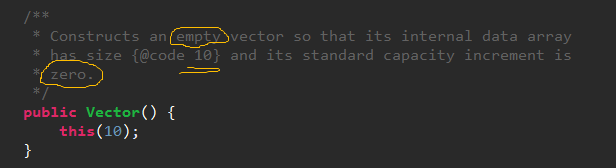 /**
* Constructs an empty vector so that its internal data array
* has size {@code 10} and its standard capacity increment is
* zero.
*/
public Vector() {
this(10);
}